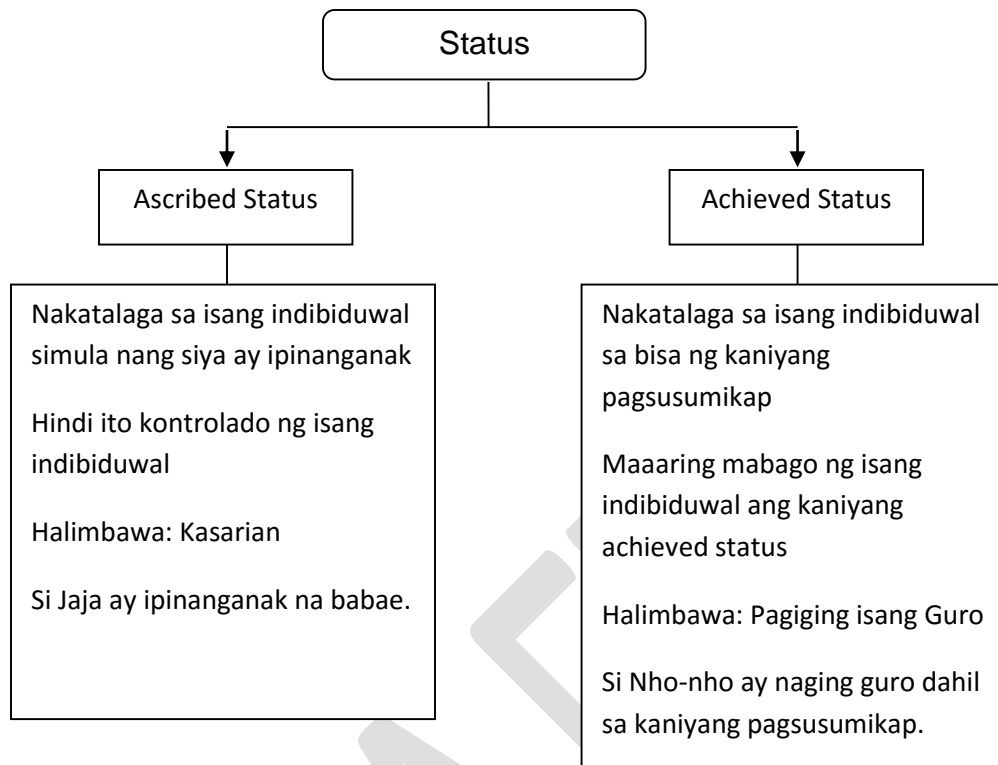 Status
Ascribed Status
Achieved Status
Nakatalaga sa isang indibiduwal
simula nang siya ay ipinanganak
Hindi ito kontrolado ng isang
indibiduwal
Halimbawa: Kasarian
Si Jaja ay ipinanganak na babae.
Nakatalaga sa isang indibiduwal
sa bisa ng kaniyang
pagsusumikap
Maaaring mabago ng isang
indibiduwal ang kaniyang
achieved status
Halimbawa: Pagiging isang Guro
Si Nho-nho ay naging guro dahil
sa kaniyang pagsusumikap.